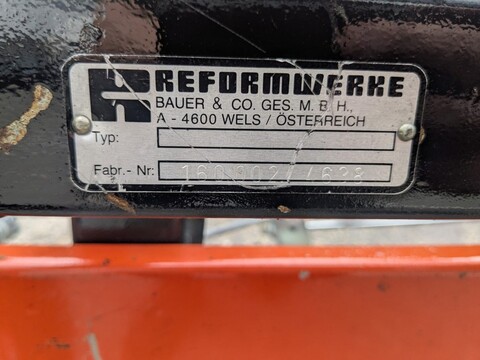 REFORMWERKE
BAUER & CO. GES. M. B. H.,
A - 4600 WELS / ÖSTERREICH
Typ:
Fabr.- Nr: